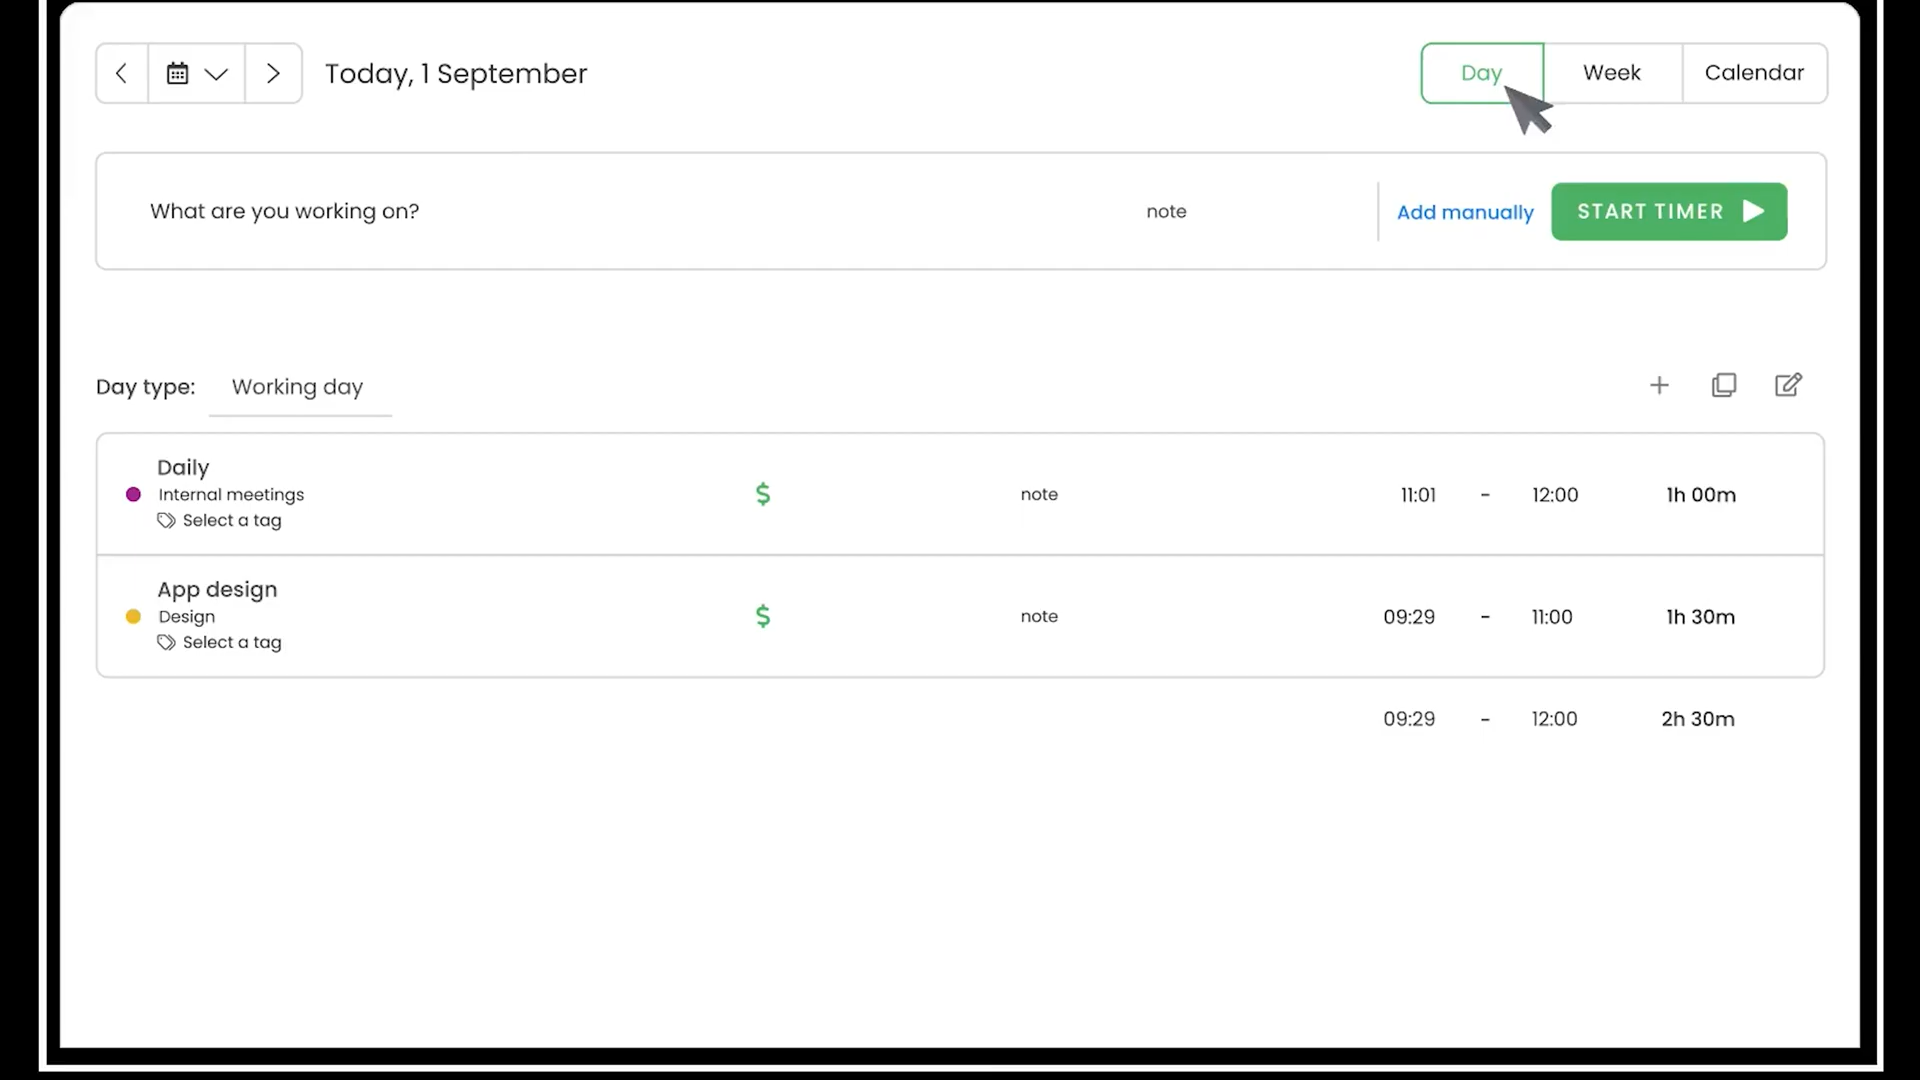 Today, 1 September
Day
Week
Calendar
What are you working on?
note
Add manually
START TIMER
Day type:
Working day
Daily
Internal meetings
Select a tag
$
note
11:01 - 12:00
1h 00m
App design
Design
Select a tag
$
note
09:29 - 11:00
1h 30m
09:29 - 12:00
2h 30m